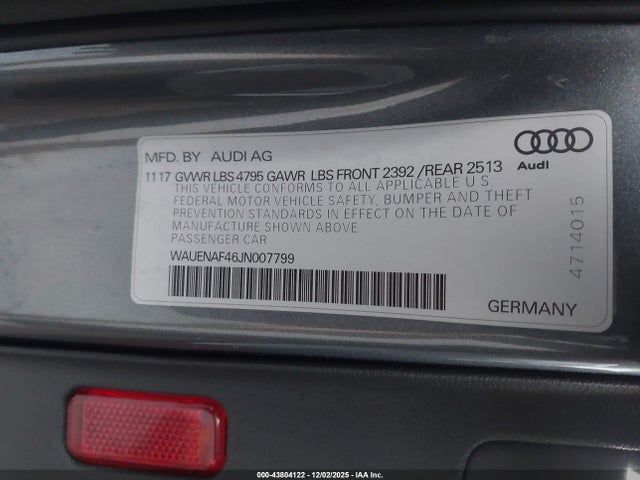 MFD. BY AUDI AG
11 17 GVWR LBS 4795 GAWR LBS FRONT 2392 /REAR 2513
THIS VEHICLE CONFORMS TO ALL APPLICABLE U S
FEDERAL MOTOR VEHICLE SAFETY, BUMPER AND THEFT
PREVENTION STANDARDS IN EFFECT ON THE DATE OF
MANUFACTURE SHOWN ABOVE
PASSENGER CAR
WAUENAF46JN007799
Audi
4714015
GERMANY
000-43804122 - 12/02/2025 - IAA Inc.